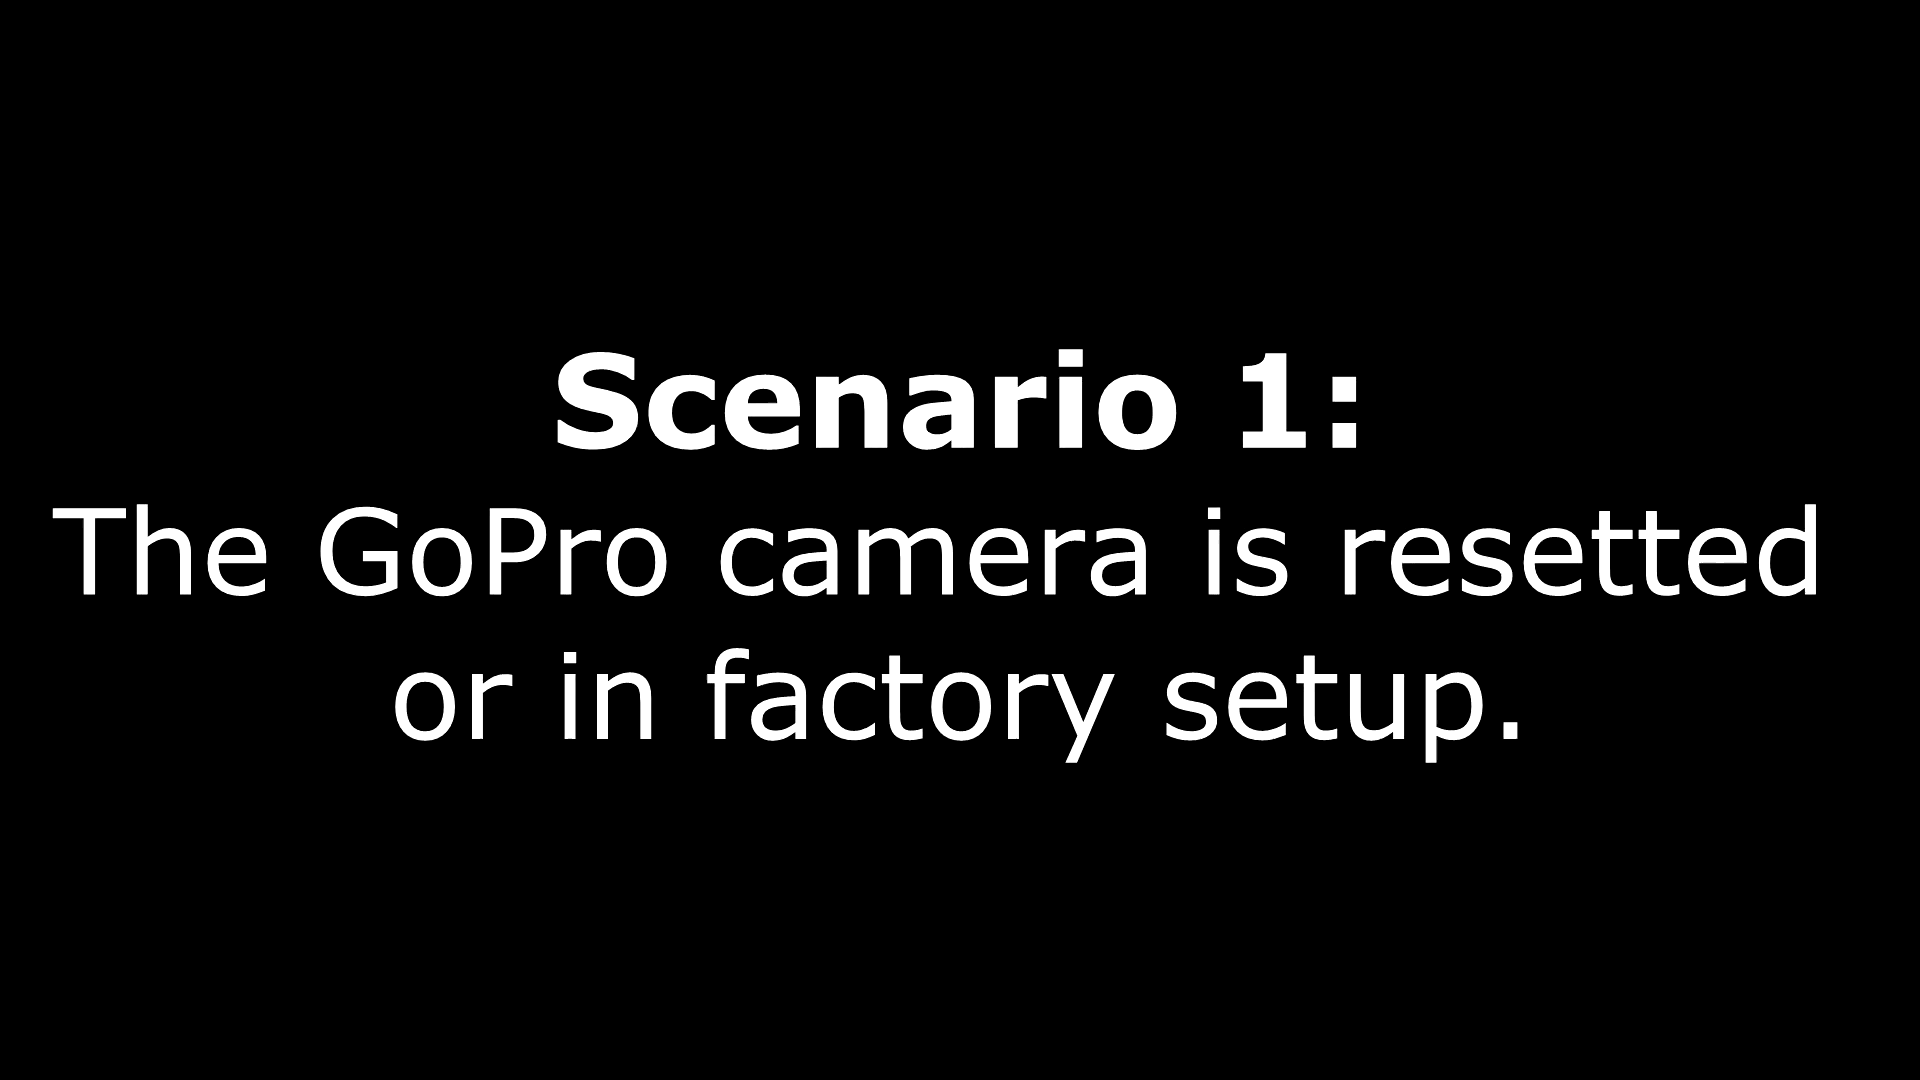 Scenario 1:
The GoPro camera is resetted
or in factory setup.